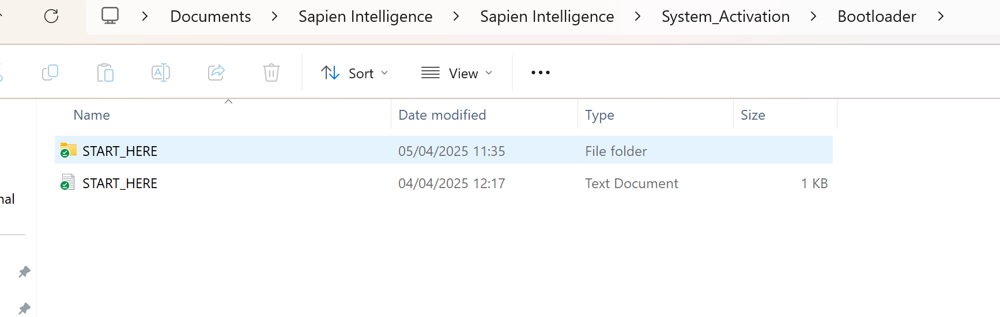 Documents > Sapien Intelligence > Sapien Intelligence > System_Activation > Bootloader >
Sort View
Name Date modified Type Size
START_HERE 05/04/2025 11:35 File folder
START_HERE 04/04/2025 12:17 Text Document 1 KB